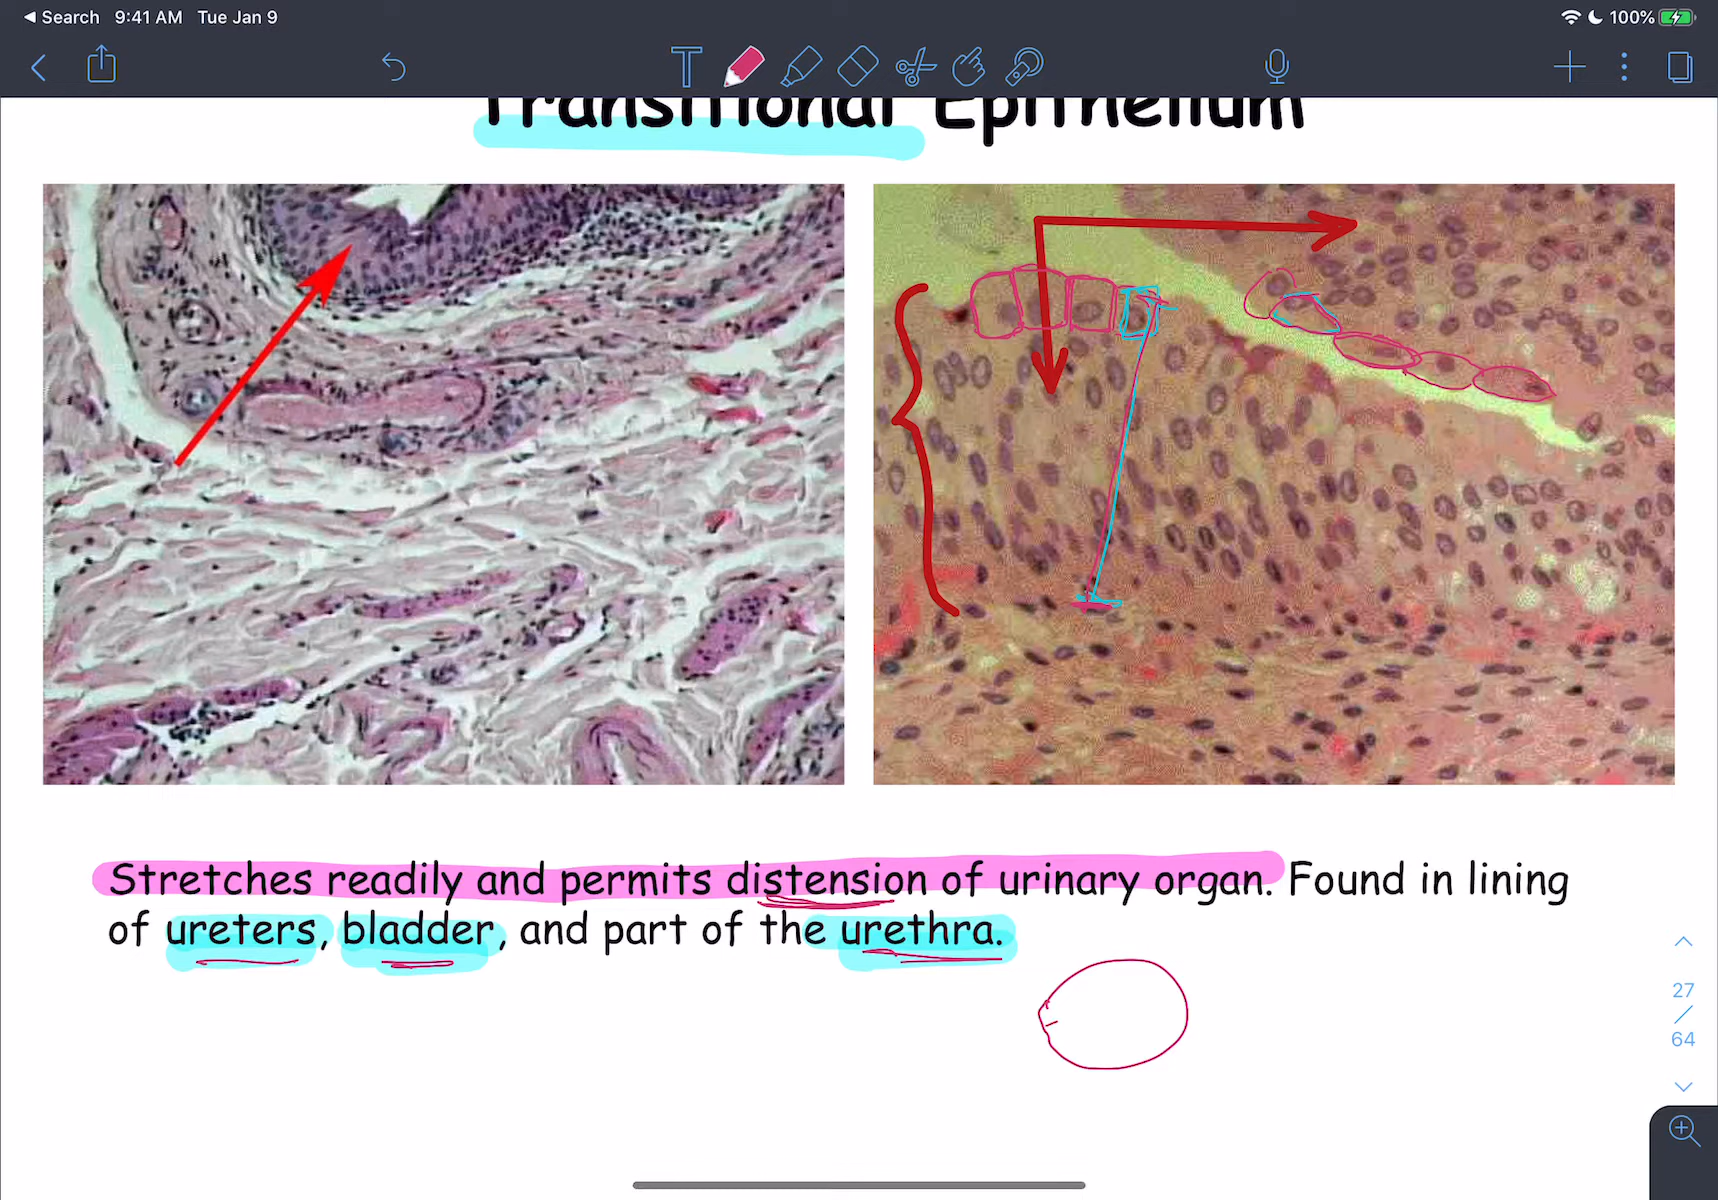 Search 9:41 AM Tue Jan 9 100%
T
Transitional Epithelium
Stretches readily and permits distension of urinary organ. Found in lining
of ureters, bladder, and part of the urethra.
27
64